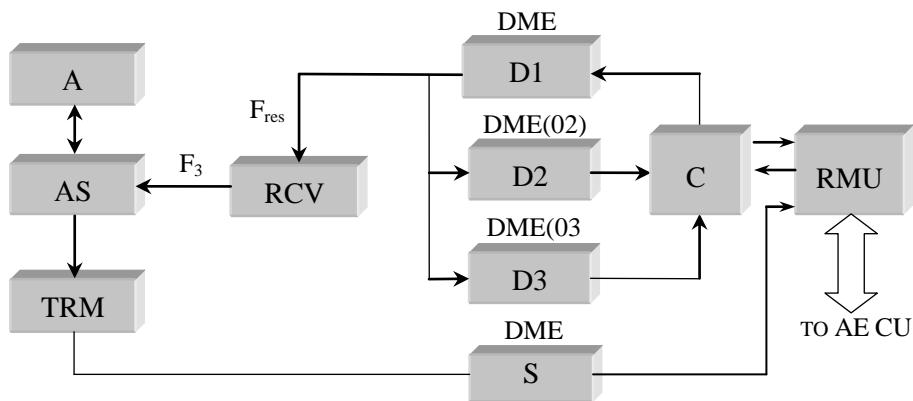 DME
A
D1
F_res
DME(02)
F_3
AS
RCV
D2
C
RMU
DME(03
TRM
D3
TO AE CU
DME
S